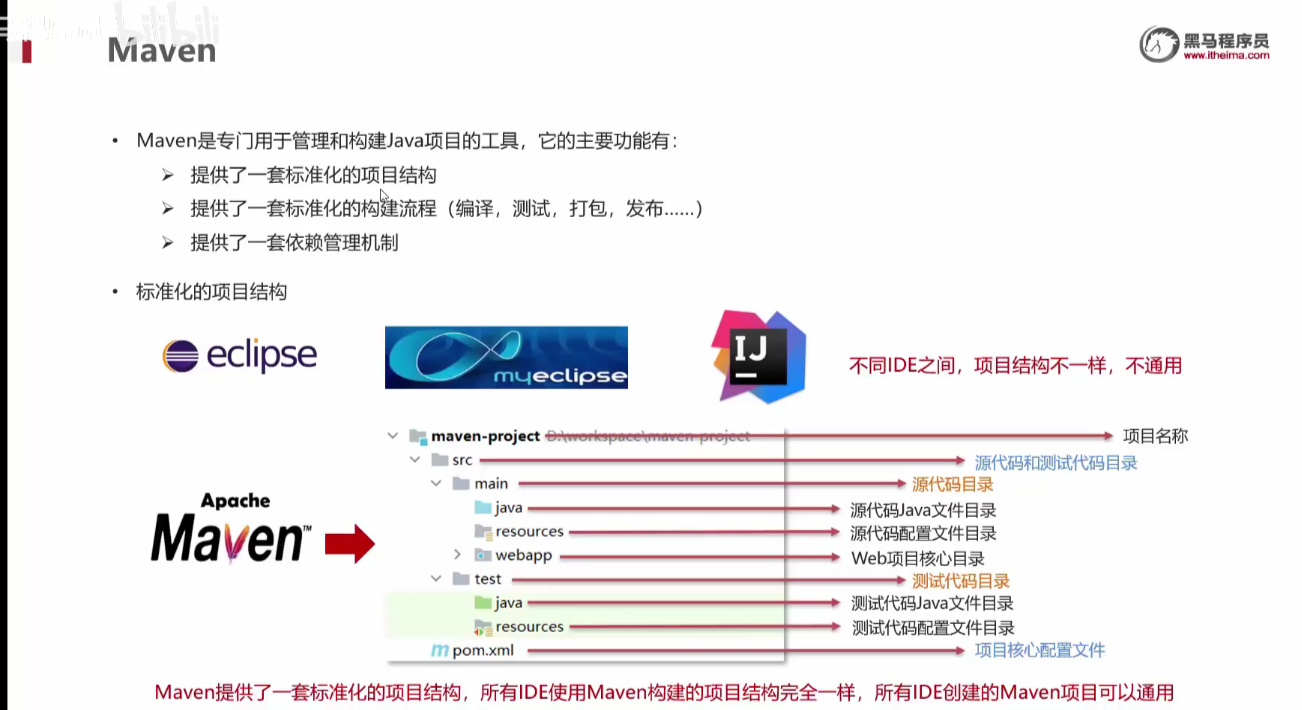 bilibili
Maven
黑马程序员
www.itheima.com
• Maven是专门用于管理和构建Java项目的工具，它的主要功能有：
➢ 提供了一套标准化的项目结构
➢ 提供了一套标准化的构建流程（编译，测试，打包，发布……）
➢ 提供了一套依赖管理机制
• 标准化的项目结构
eclipse
myeclipse
IJ
不同IDE之间，项目结构不一样，不通用
maven-project D:\workspace\maven-project 项目名称
src 源代码和测试代码目录
main 源代码目录
java 源代码Java文件目录
resources 源代码配置文件目录
webapp Web项目核心目录
test 测试代码目录
java 测试代码Java文件目录
resources 测试代码配置文件目录
pom.xml 项目核心配置文件
Apache
Maven™
Maven提供了一套标准化的项目结构，所有IDE使用Maven构建的项目结构完全一样，所有IDE创建的Maven项目可以通用